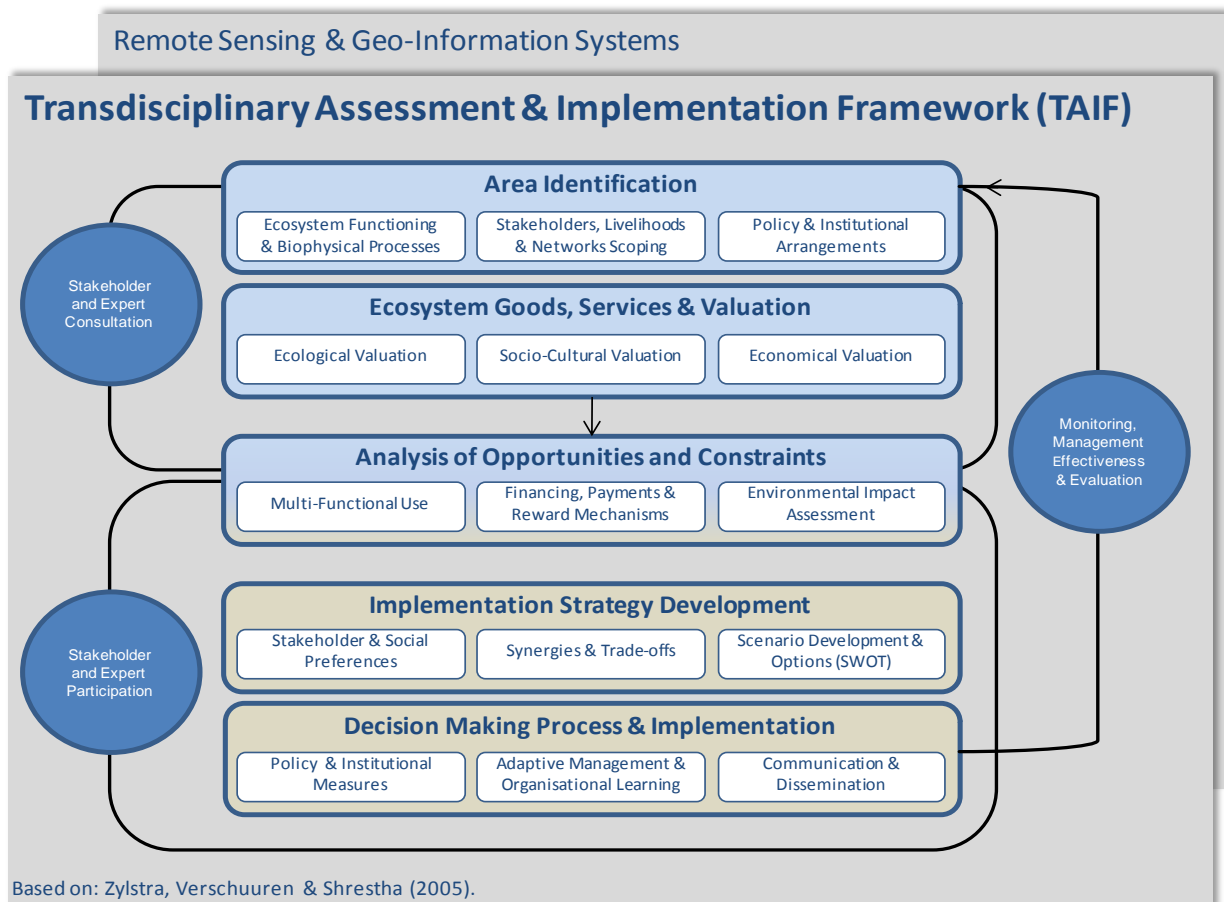 Remote Sensing & Geo-Information Systems
Transdisciplinary Assessment & Implementation Framework (TAIF)
Area Identification
Ecosystem Functioning
& Biophysical Processes
Stakeholders, Livelihoods
& Networks Scoping
Policy & Institutional
Arrangements
Stakeholder
and Expert
Consultation
Ecosystem Goods, Services & Valuation
Ecological Valuation
Socio-Cultural Valuation
Economical Valuation
Analysis of Opportunities and Constraints
Multi-Functional Use
Financing, Payments &
Reward Mechanisms
Environmental Impact
Assessment
Monitoring,
Management
Effectiveness
& Evaluation
Implementation Strategy Development
Stakeholder & Social
Preferences
Synergies & Trade-offs
Scenario Development &
Options (SWOT)
Stakeholder
and Expert
Participation
Decision Making Process & Implementation
Policy & Institutional
Measures
Adaptive Management &
Organisational Learning
Communication &
Dissemination
Based on: Zylstra, Verschuuren & Shrestha (2005).